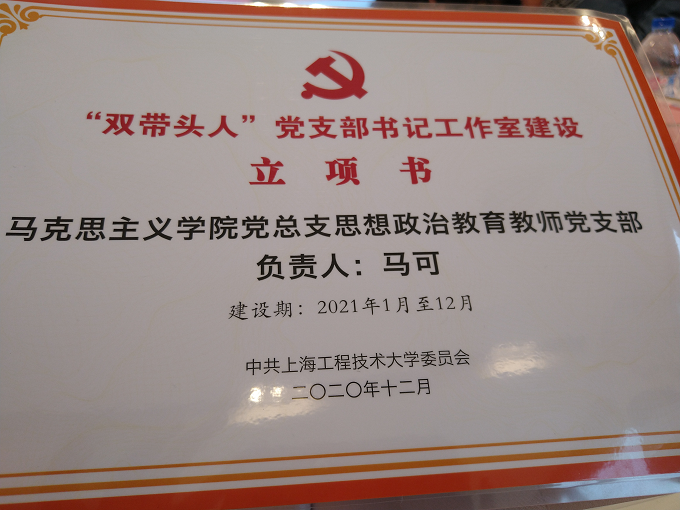 “双带头人”党支部书记工作室建设
立项书
马克思主义学院党总支思想政治教育教师党支部
负责人：马可
建设期：2021年1月至12月
中共上海工程技术大学委员会
二〇二〇年十二月